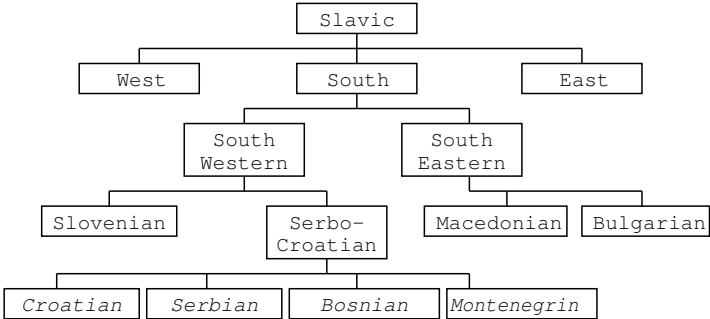 Slavic
West
South
East
South
Western
South
Eastern
Slovenian
Serbo-
Croatian
Macedonian
Bulgarian
Croatian
Serbian
Bosnian
Montenegrin